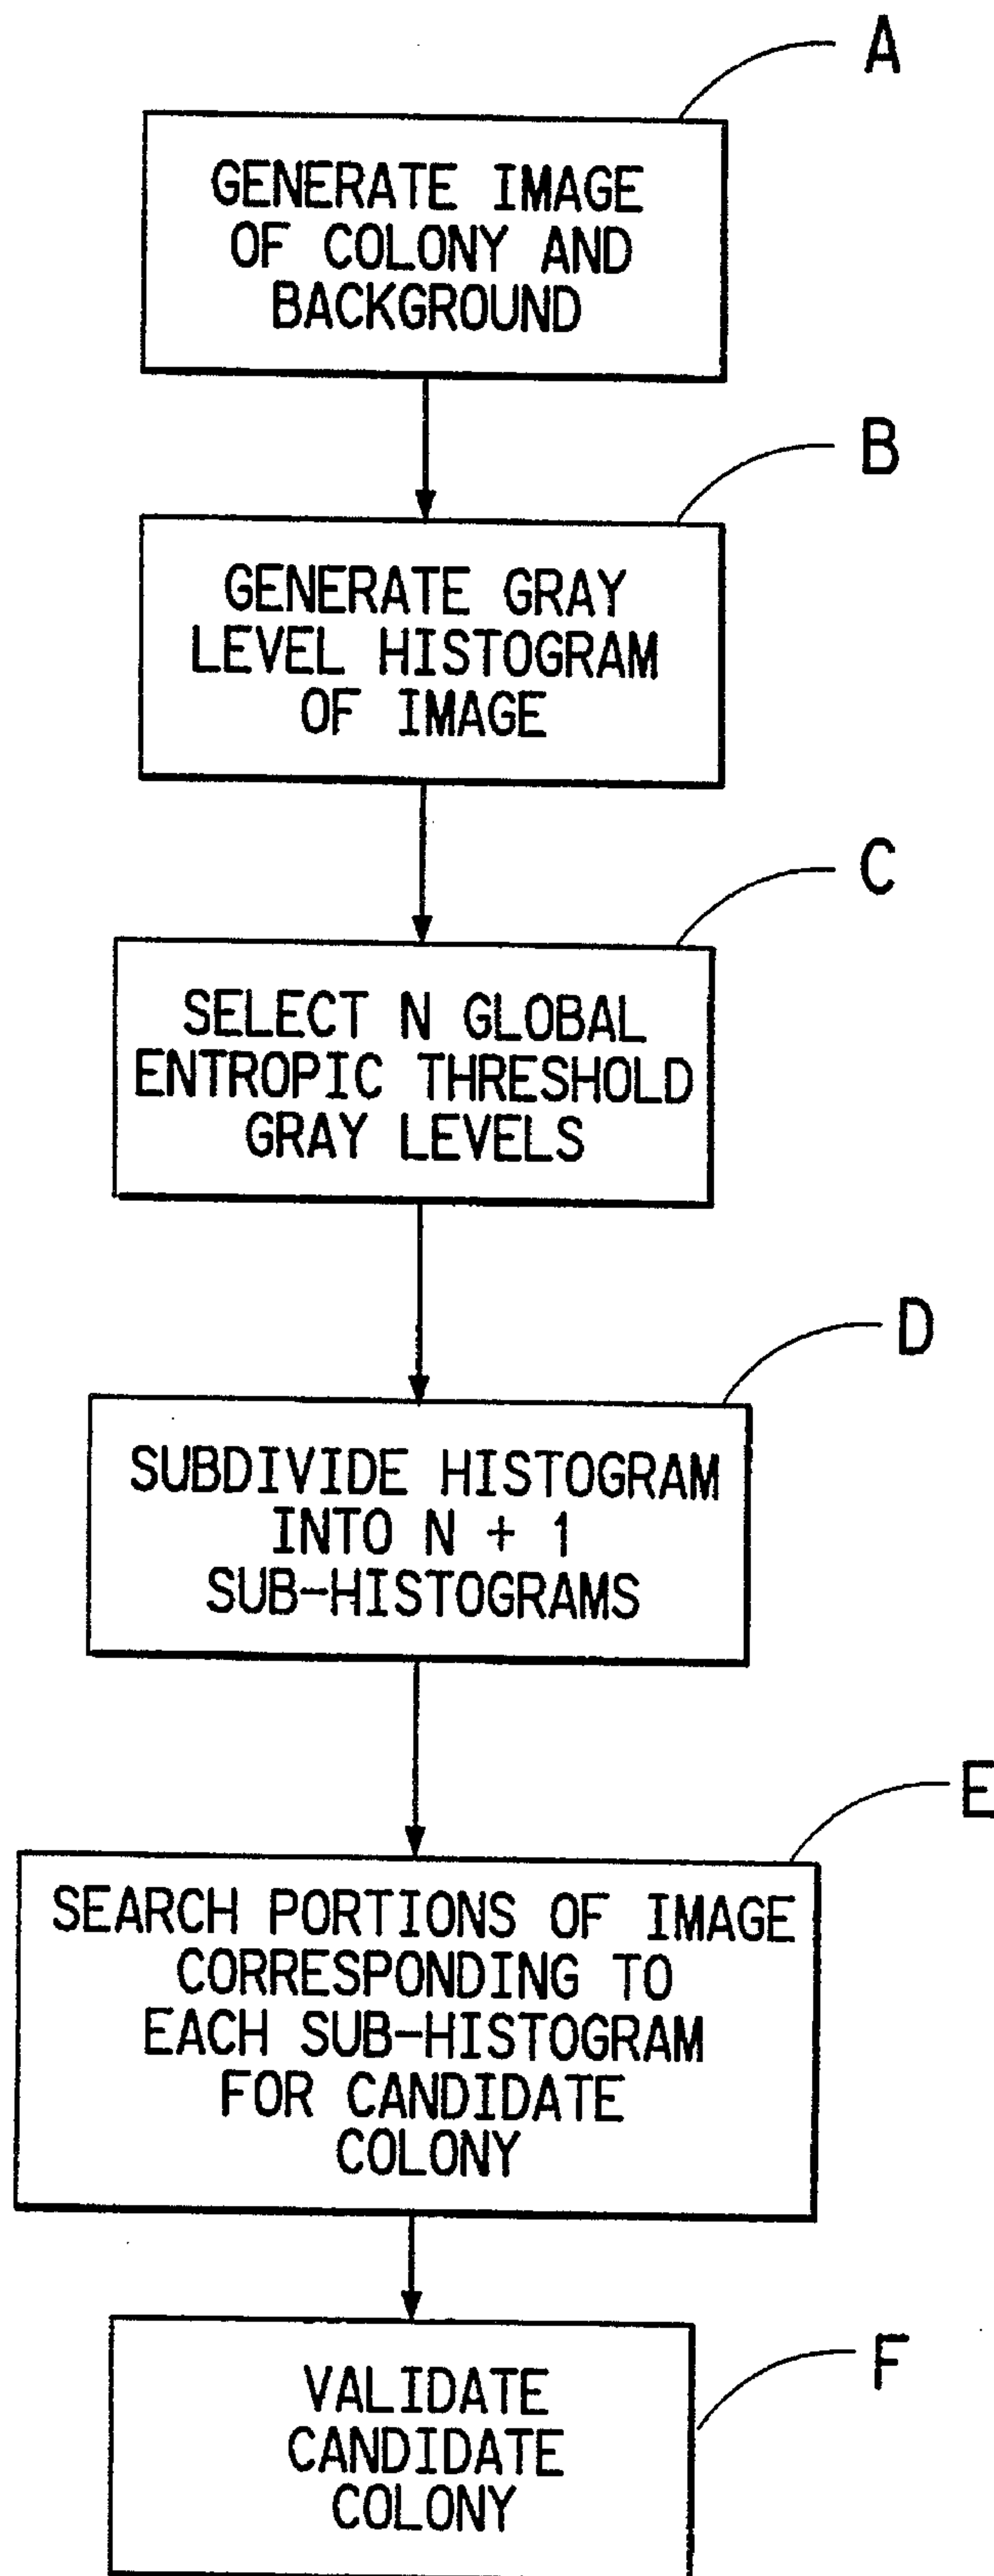 A
GENERATE IMAGE
OF COLONY AND
BACKGROUND
B
GENERATE GRAY
LEVEL HISTOGRAM
OF IMAGE
C
SELECT N GLOBAL
ENTROPIC THRESHOLD
GRAY LEVELS
D
SUBDIVIDE HISTOGRAM
INTO N + 1
SUB-HISTOGRAMS
E
SEARCH PORTIONS OF IMAGE
CORRESPONDING TO
EACH SUB-HISTOGRAM
FOR CANDIDATE
COLONY
F
VALIDATE
CANDIDATE
COLONY